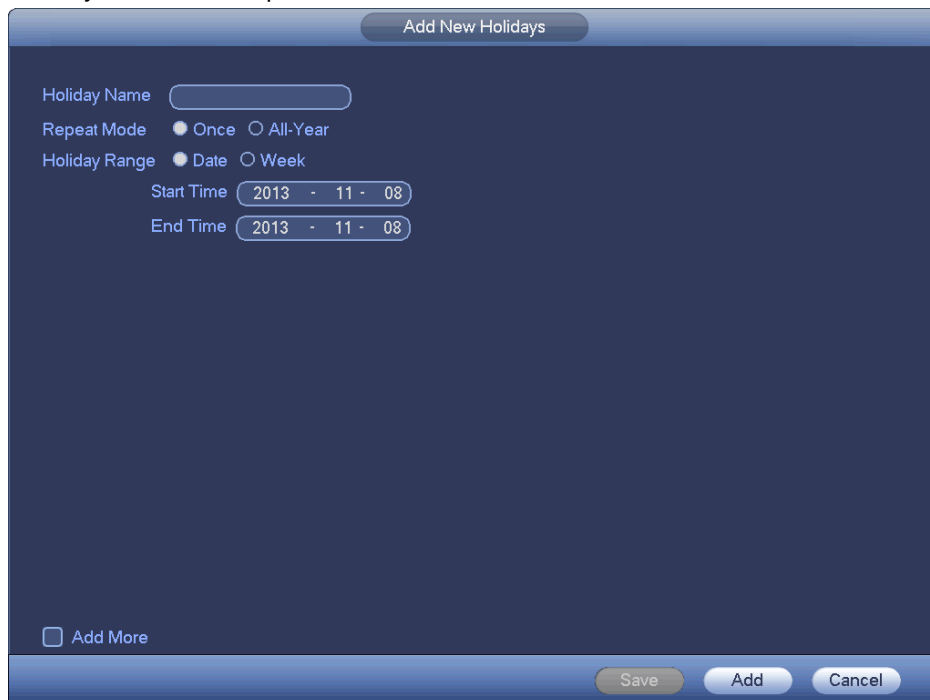 Add New Holidays
Holiday Name
Repeat Mode Once All-Year
Holiday Range Date Week
Start Time 2013 - 11 - 08
End Time 2013 - 11 - 08
Add More
Save Add Cancel